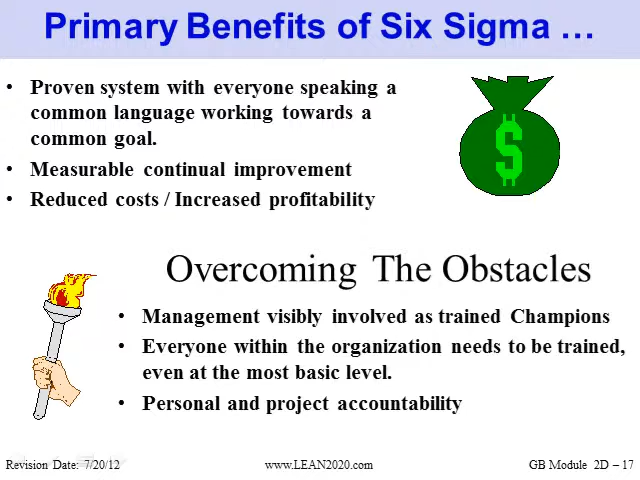 Primary Benefits of Six Sigma …
• Proven system with everyone speaking a
common language working towards a
common goal.
• Measurable continual improvement
• Reduced costs / Increased profitability
$
Overcoming The Obstacles
• Management visibly involved as trained Champions
• Everyone within the organization needs to be trained,
even at the most basic level.
• Personal and project accountability
Revision Date: 7/20/12 www.LEAN2020.com GB Module 2D – 17